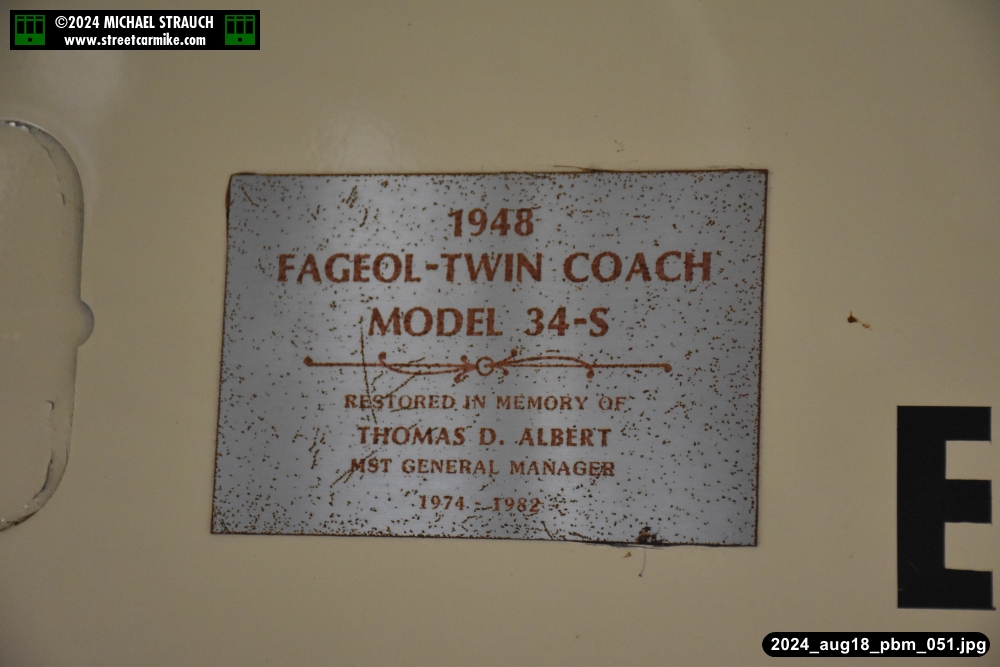 ©2024 MICHAEL STRAUCH
www.streetcarmike.com
1948
FAGEOL-TWIN COACH
MODEL 34-S
RESTORED IN MEMORY OF
THOMAS D. ALBERT
MST GENERAL MANAGER
1974 - 1982
E
2024_aug18_pbm_051.jpg